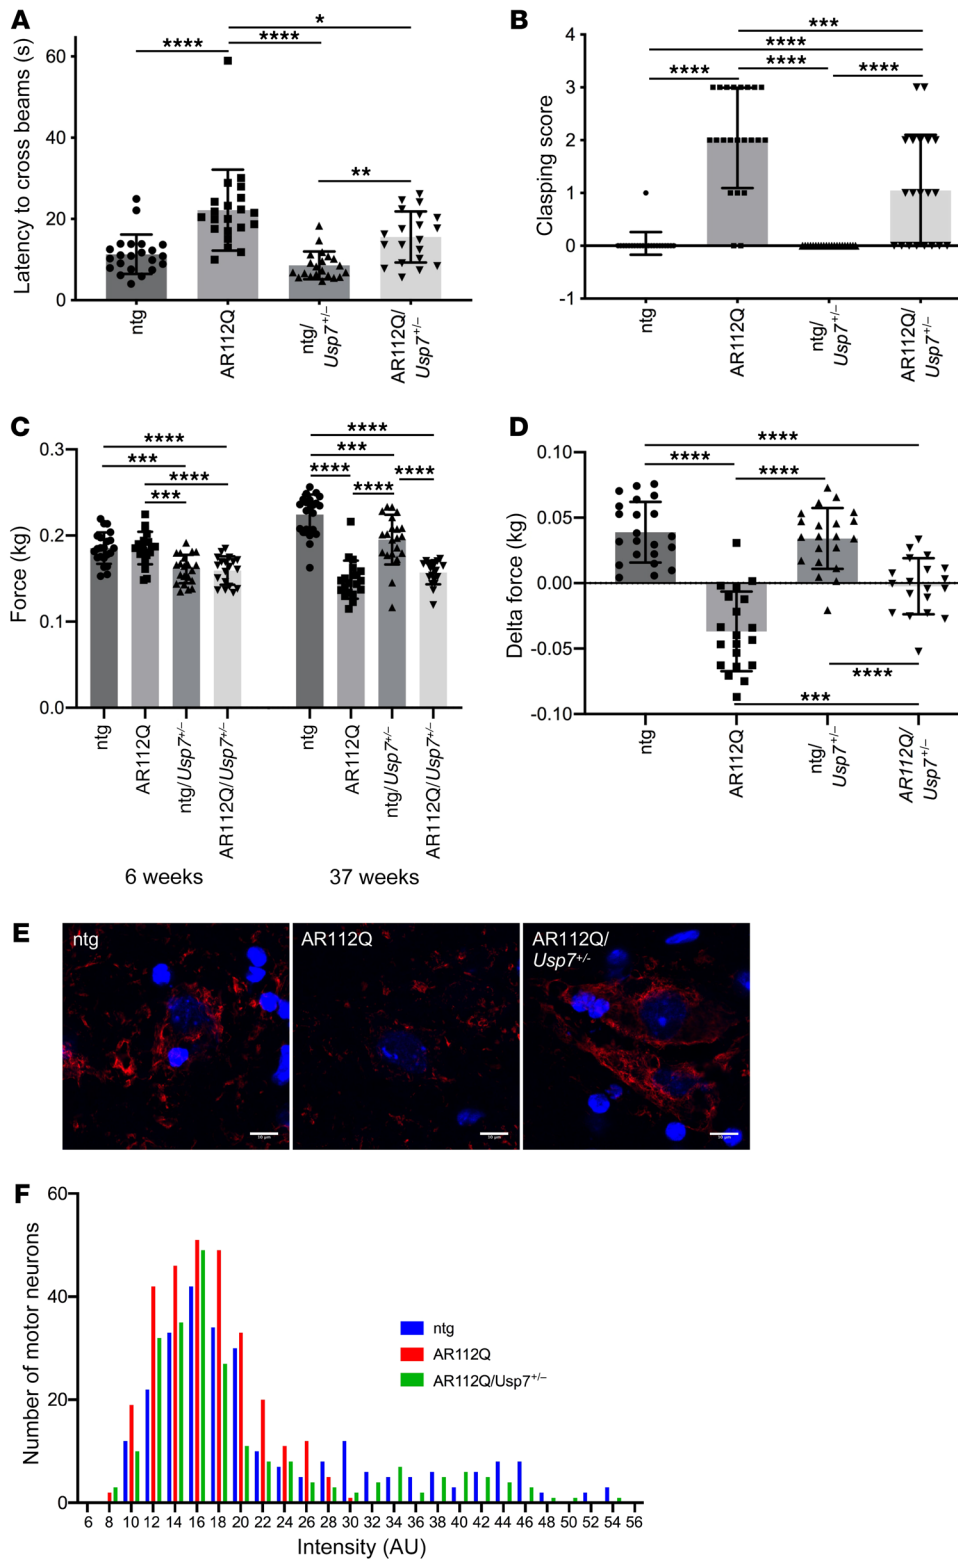 A
Latency to cross beams (s)
60
40
20
0
****
*
****
**
ntg
AR112Q
ntg/
Usp7+/–
AR112Q/
Usp7+/–
B
Clasping score
4
3
2
1
0
-1
***
****
****
****
****
ntg
AR112Q
ntg/
Usp7+/–
AR112Q/
Usp7+/–
C
Force (kg)
0.3
0.2
0.1
0.0
****
***
****
***
****
***
****
****
****
ntg
AR112Q
ntg/Usp7+/–
AR112Q/Usp7+/–
ntg
AR112Q
ntg/Usp7+/–
AR112Q/Usp7+/–
6 weeks
37 weeks
D
Delta force (kg)
0.10
0.05
0.00
-0.05
-0.10
****
****
****
****
***
ntg
AR112Q
ntg/
Usp7+/–
AR112Q/
Usp7+/–
E
ntg
AR112Q
AR112Q/
Usp7+/-
10 µm
10 µm
10 µm
F
Number of motor neurons
60
40
20
0
ntg
AR112Q
AR112Q/Usp7+/–
6 8 10 12 14 16 18 20 22 24 26 28 30 32 34 36 38 40 42 44 46 48 50 52 54 56
Intensity (AU)